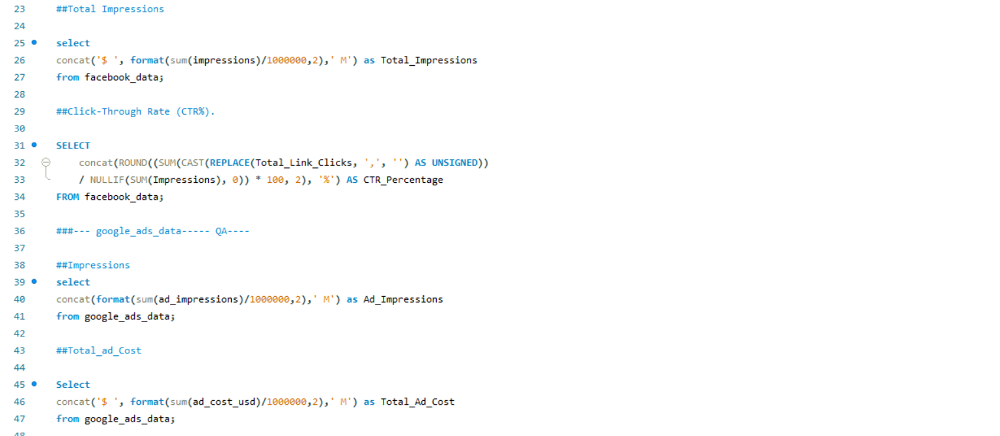 23 ##Total Impressions
24
25 select
26 concat('$ ', format(sum(impressions)/1000000,2),' M') as Total_Impressions
27 from facebook_data;
28
29 ##Click-Through Rate (CTR%).
30
31 SELECT
32 concat(ROUND((SUM(CAST(REPLACE(Total_Link_Clicks, ',', '') AS UNSIGNED))
33 / NULLIF(SUM(Impressions), 0)) * 100, 2), '%') AS CTR_Percentage
34 FROM facebook_data;
35
36 ###--- google_ads_data----- QA----
37
38 ##Impressions
39 select
40 concat(format(sum(ad_impressions)/1000000,2),' M') as Ad_Impressions
41 from google_ads_data;
42
43 ##Total_ad_Cost
44
45 Select
46 concat('$ ', format(sum(ad_cost_usd)/1000000,2),' M') as Total_Ad_Cost
47 from google_ads_data;
48